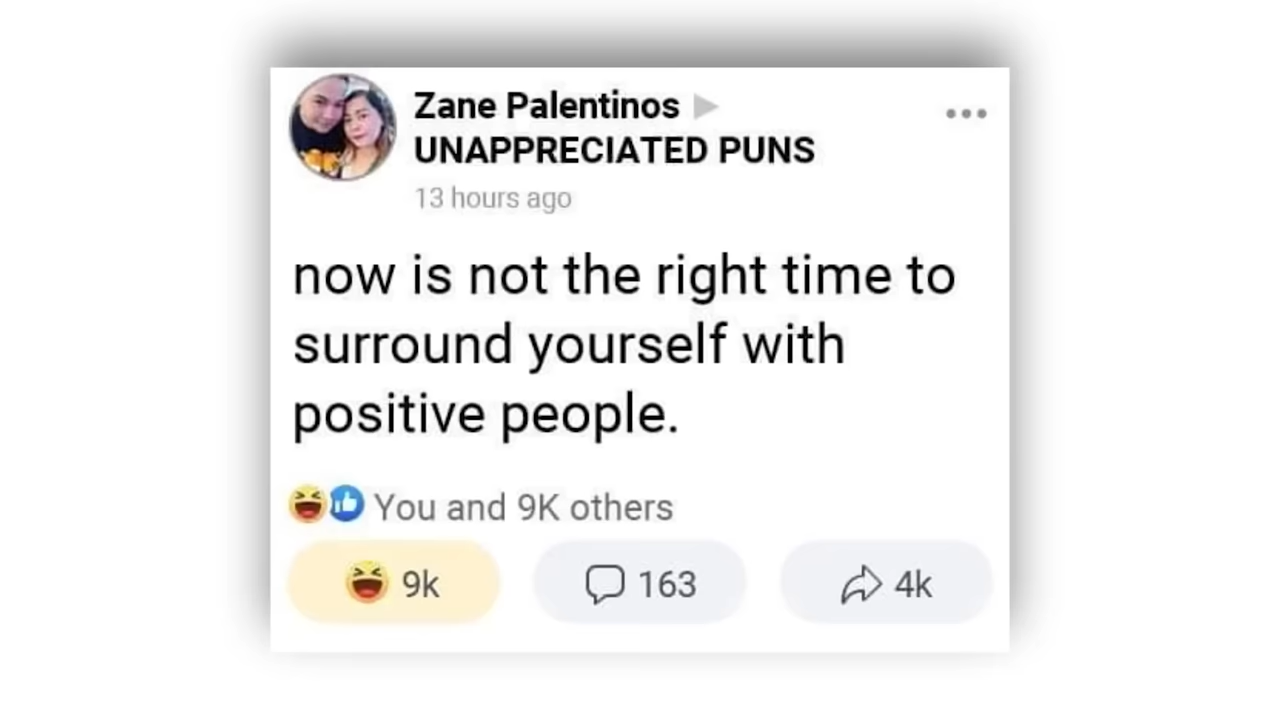 Zane Palentinos
UNAPPRECIATED PUNS
13 hours ago
now is not the right time to
surround yourself with
positive people.
You and 9K others
9k 163 4k